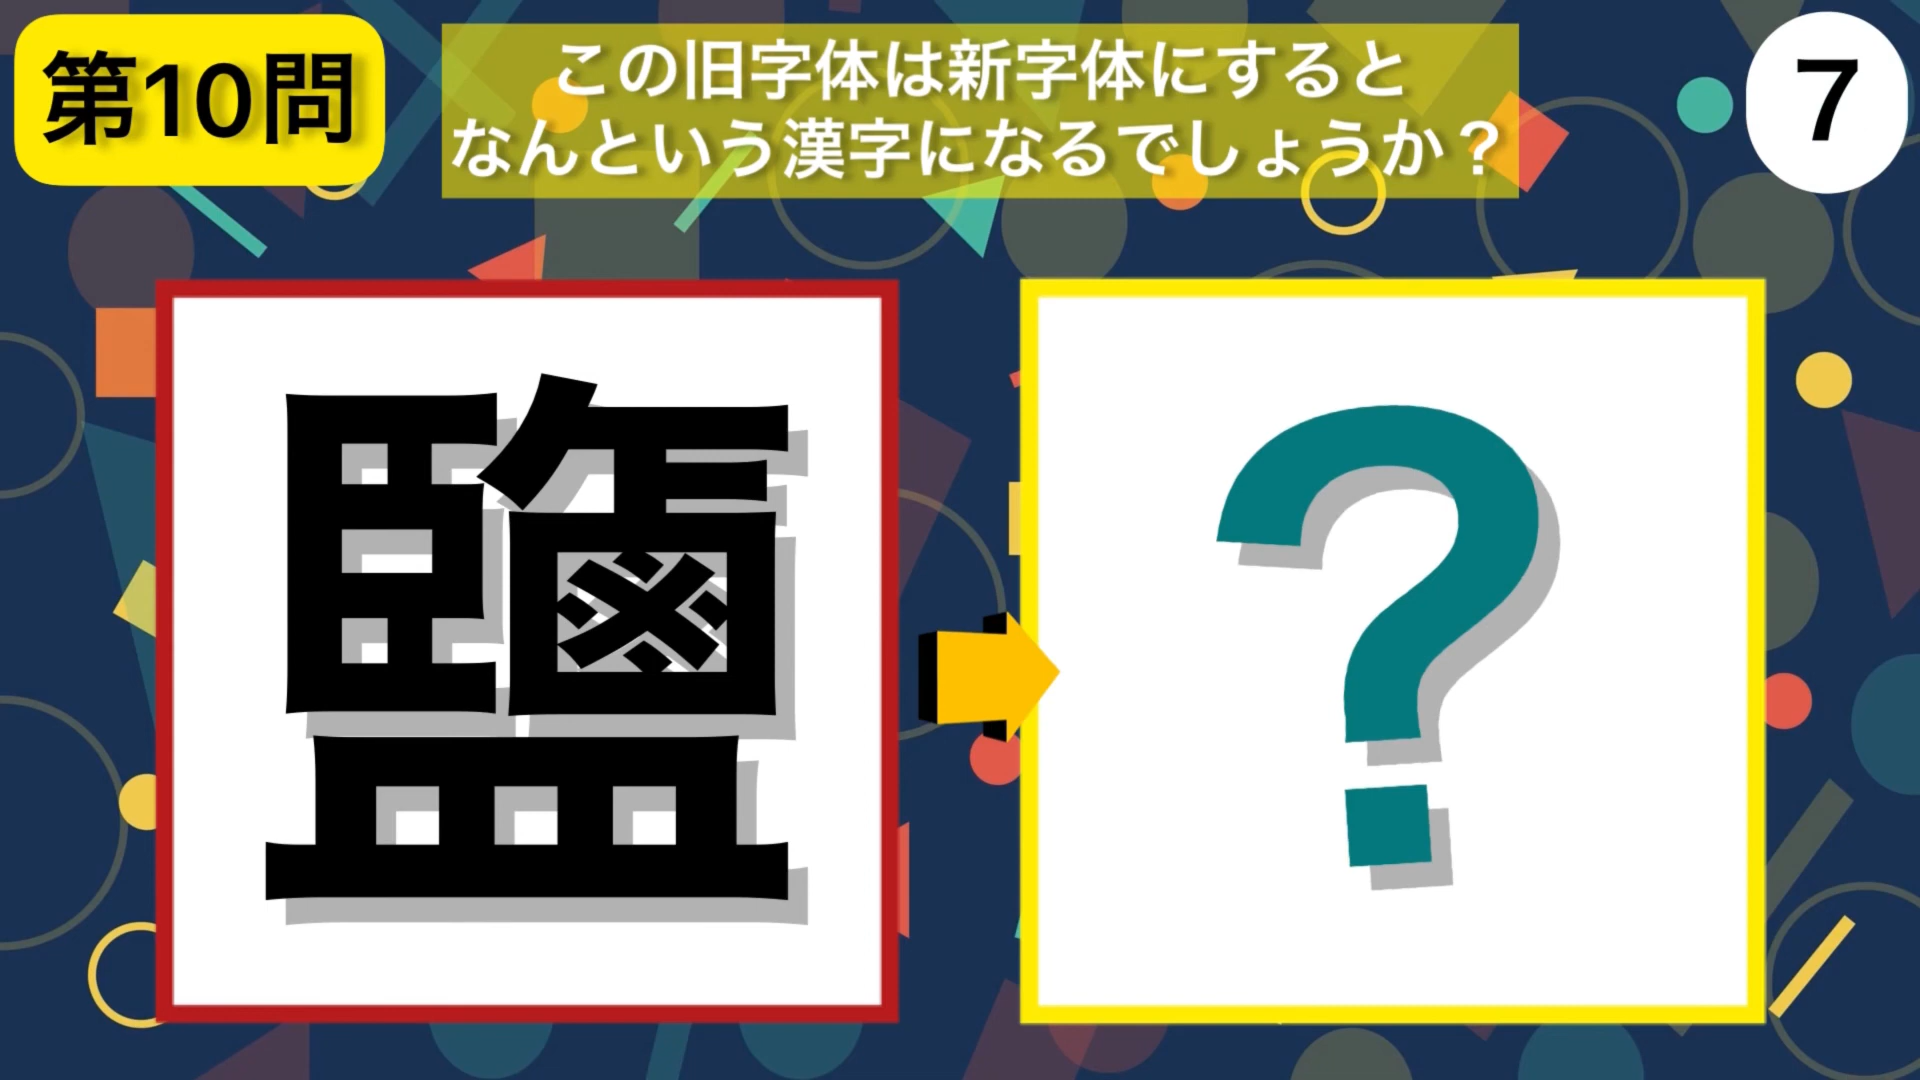 第10問
この旧字体は新字体にすると
なんという漢字になるでしょうか？
7
鹽
?